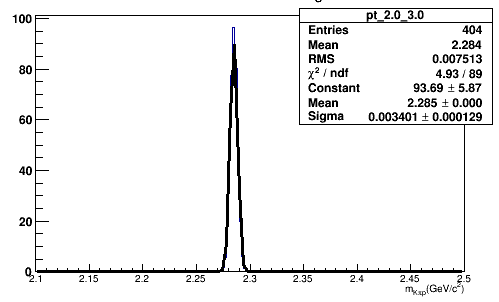 pt_2.0_3.0
Entries 404
Mean 2.284
RMS 0.007513
χ² / ndf 4.93 / 89
Constant 93.69 ± 5.87
Mean 2.285 ± 0.000
Sigma 0.003401 ± 0.000129
100
80
60
40
20
0
2.1 2.15 2.2 2.25 2.3 2.35 2.4 2.45 2.5
m_Ksp(GeV/c²)